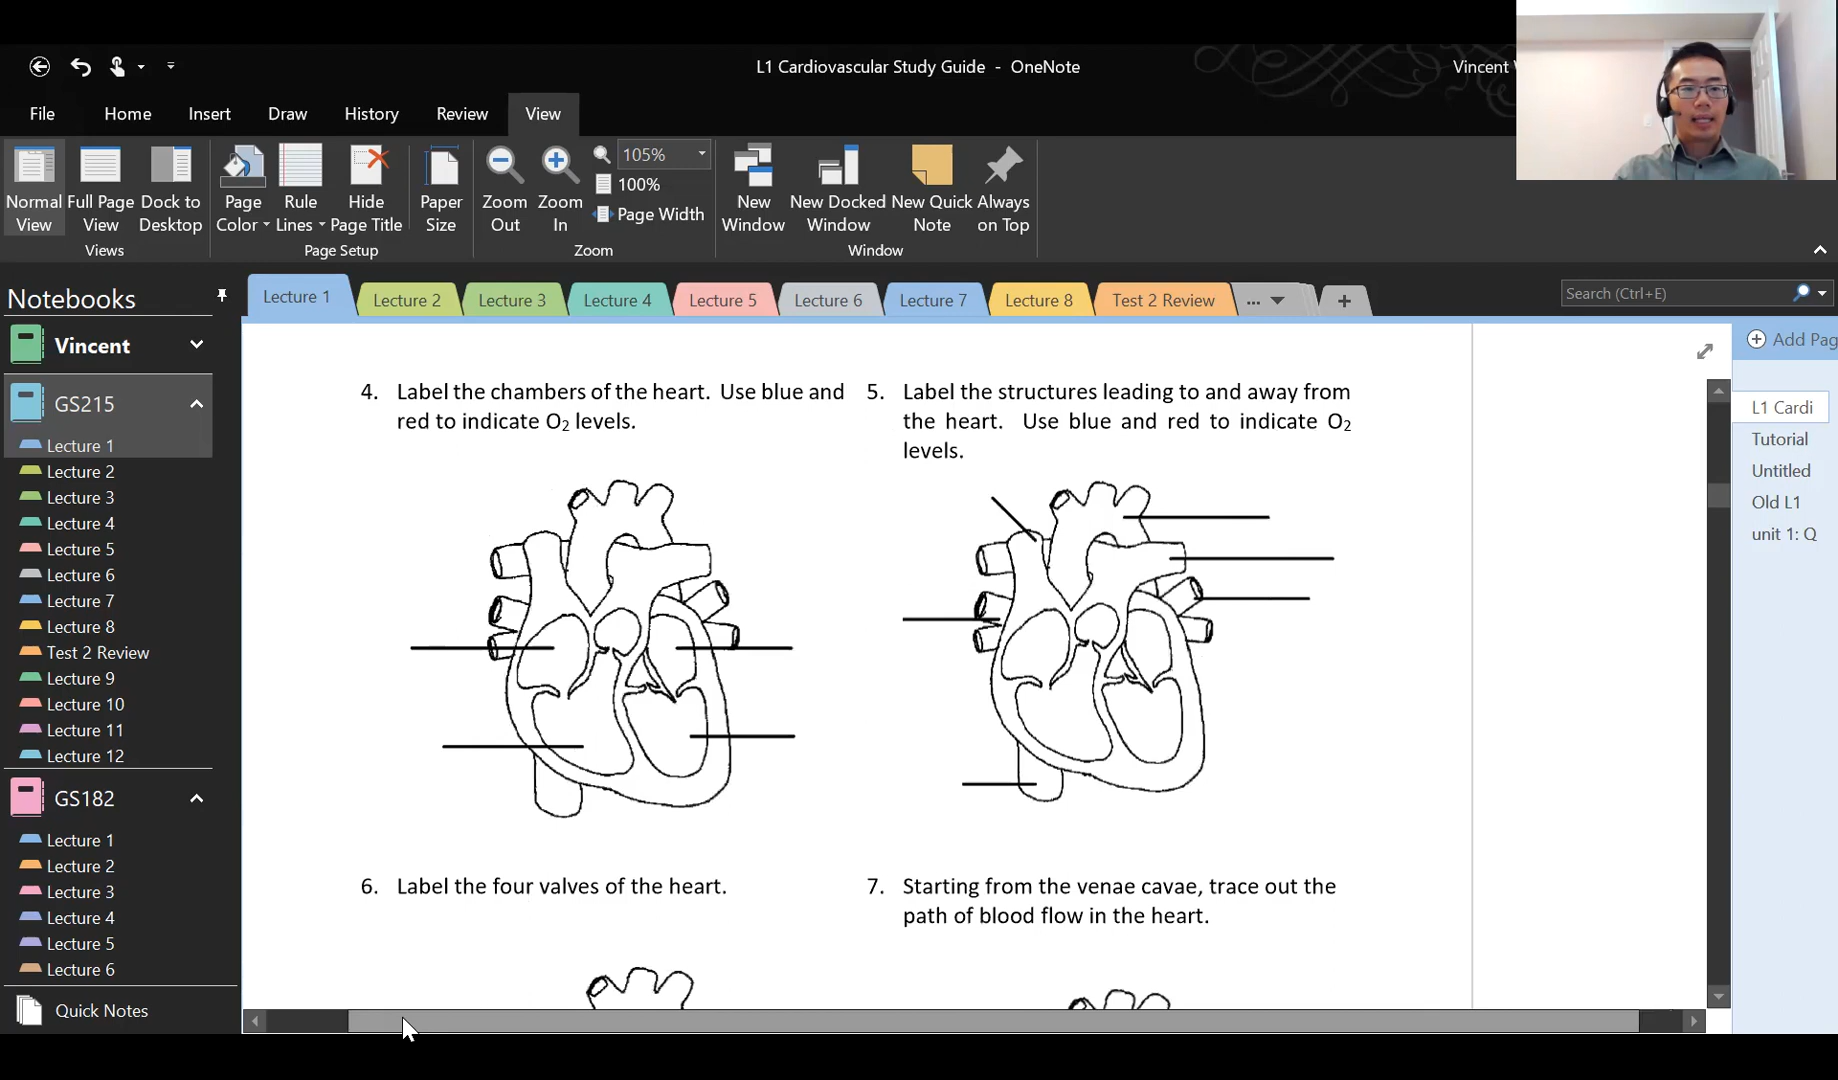 L1 Cardiovascular Study Guide - OneNote
Vincent
File Home Insert Draw History Review View
105%
100%
Page Width
Normal View
Full Page View
Dock to Desktop
Page Color
Rule Lines
Hide Page Title
Paper Size
Zoom Out
Zoom In
New Window
New Docked Window
New Quick Note
Always on Top
Views
Page Setup
Zoom
Window
Notebooks
Lecture 1
Lecture 2
Lecture 3
Lecture 4
Lecture 5
Lecture 6
Lecture 7
Lecture 8
Test 2 Review
...
Search (Ctrl+E)
Vincent
GS215
Lecture 1
Lecture 2
Lecture 3
Lecture 4
Lecture 5
Lecture 6
Lecture 7
Lecture 8
Test 2 Review
Lecture 9
Lecture 10
Lecture 11
Lecture 12
GS182
Lecture 1
Lecture 2
Lecture 3
Lecture 4
Lecture 5
Lecture 6
Quick Notes
4. Label the chambers of the heart. Use blue and
red to indicate O2 levels.
5. Label the structures leading to and away from
the heart. Use blue and red to indicate O2
levels.
6. Label the four valves of the heart.
7. Starting from the venae cavae, trace out the
path of blood flow in the heart.
Add Pag
L1 Cardi
Tutorial
Untitled
Old L1
unit 1: Q